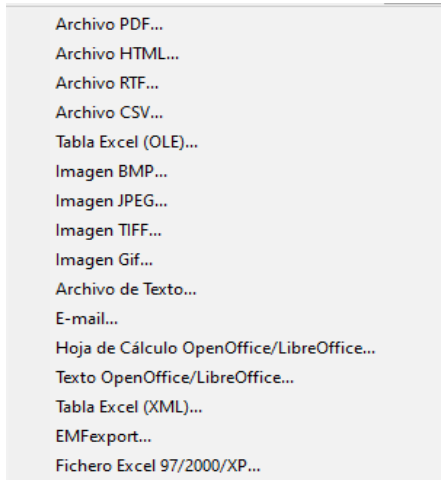 Archivo PDF...
Archivo HTML...
Archivo RTF...
Archivo CSV...
Tabla Excel (OLE)...
Imagen BMP...
Imagen JPEG...
Imagen TIFF...
Imagen Gif...
Archivo de Texto...
E-mail...
Hoja de Cálculo OpenOffice/LibreOffice...
Texto OpenOffice/LibreOffice...
Tabla Excel (XML)...
EMFexport...
Fichero Excel 97/2000/XP...